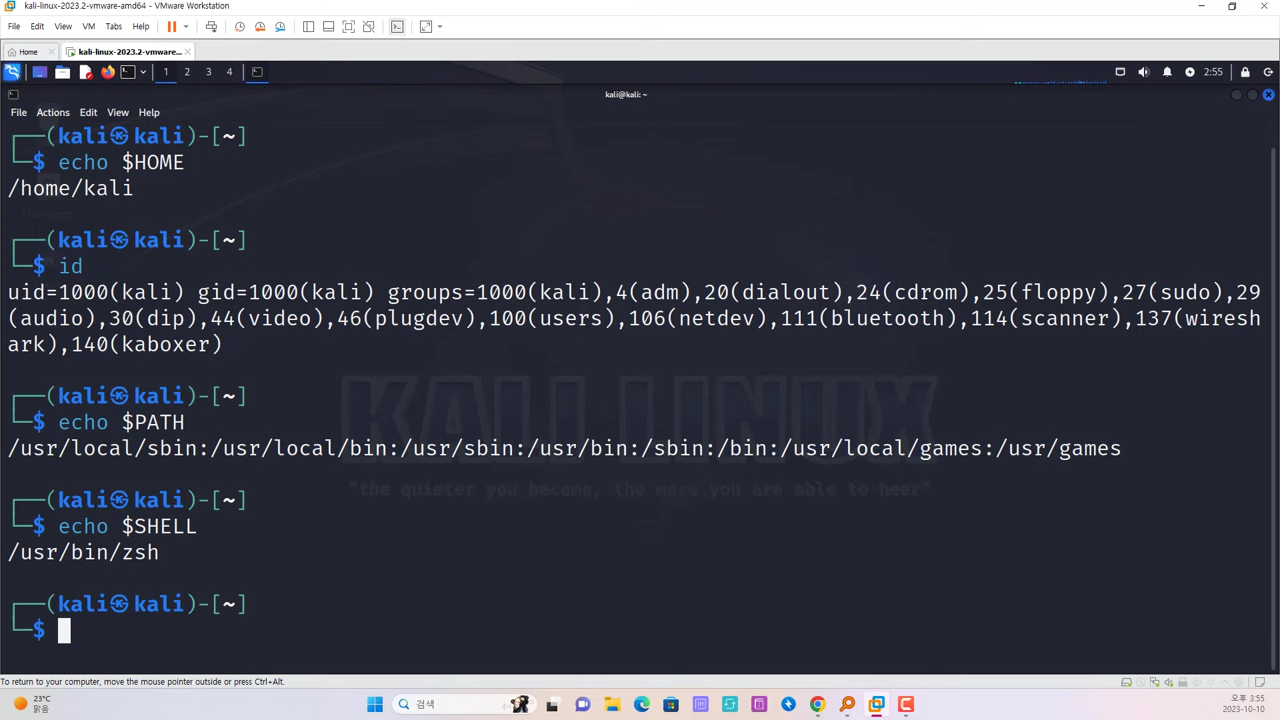 kali-linux-2023.2-vmware-amd64 - VMware Workstation
File Edit View VM Tabs Help
Home kali-linux-2023.2-vmware...
1 2 3 4 2:55
kali@kali: ~
File Actions Edit View Help
┌──(kali㉿kali)-[~]
└─$ echo $HOME
/home/kali
┌──(kali㉿kali)-[~]
└─$ id
uid=1000(kali) gid=1000(kali) groups=1000(kali),4(adm),20(dialout),24(cdrom),25(floppy),27(sudo),29
(audio),30(dip),44(video),46(plugdev),100(users),106(netdev),111(bluetooth),114(scanner),137(wiresh
ark),140(kaboxer)
┌──(kali㉿kali)-[~]
└─$ echo $PATH
/usr/local/sbin:/usr/local/bin:/usr/sbin:/usr/bin:/sbin:/bin:/usr/local/games:/usr/games
KALI LINUX
"the quieter you become, the more you are able to hear"
┌──(kali㉿kali)-[~]
└─$ echo $SHELL
/usr/bin/zsh
┌──(kali㉿kali)-[~]
└─$
To return to your computer, move the mouse pointer outside or press Ctrl+Alt.
23°C
맑음
검색
오후 3:55
2023-10-10